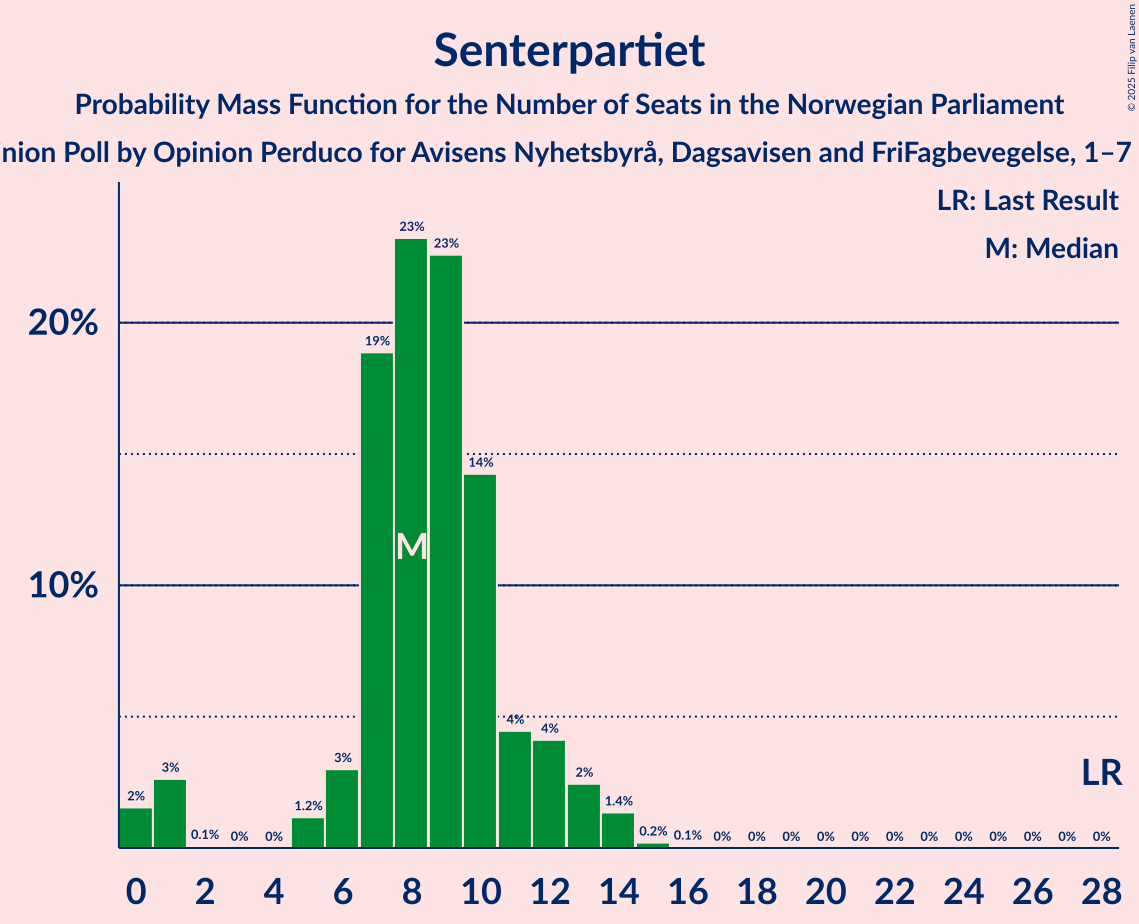 Senterpartiet
Probability Mass Function for the Number of Seats in the Norwegian Parliament
nion Poll by Opinion Perduco for Avisens Nyhetsbyrå, Dagsavisen and FriFagbevegelse, 1–7
© 2025 Filip van Laenen
LR: Last Result
M: Median
20%
10%
2% 3% 0.1% 0% 0% 1.2% 3% 19% 23% 23% 14% 4% 4% 2% 1.4% 0.2% 0.1% 0% 0% 0% 0% 0% 0% 0% 0% 0% 0% 0% 0%
M
LR
0 2 4 6 8 10 12 14 16 18 20 22 24 26 28